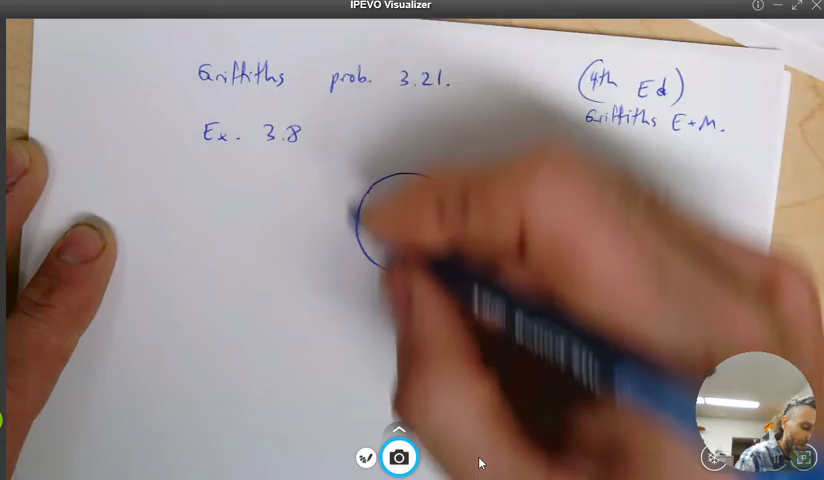 IPEVO Visualizer
Griffiths prob. 3.21.
(4th Ed)
Griffiths E+M.
Ex. 3.8